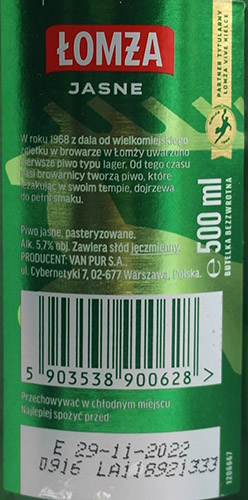 ŁOMŻA
JASNE
PARTNER TYTULARNY
ŁOMŻA VIVE KIELCE
W roku 1968 z dala od wielkomiejskiego
zgiełku w browarze w Łomży uwarzono
pierwsze piwo typu lager. Od tego czasu
nasi browarnicy tworzą piwo, które
leżakując w swoim tempie, dojrzewa
do pełni smaku.
Piwo jasne, pasteryzowane.
Alk. 5,7% obj. Zawiera słód jęczmienny.
PRODUCENT: VAN PUR S.A.,
ul. Cybernetyki 7, 02-677 Warszawa, Polska.
℮ 500 ml
BUTELKA BEZZWROTNA
5 903538 900628 >
Przechowywać w chłodnym miejscu.
Najlepiej spożyć przed:
1206667
E 29-11-2022
0916 LA118921333